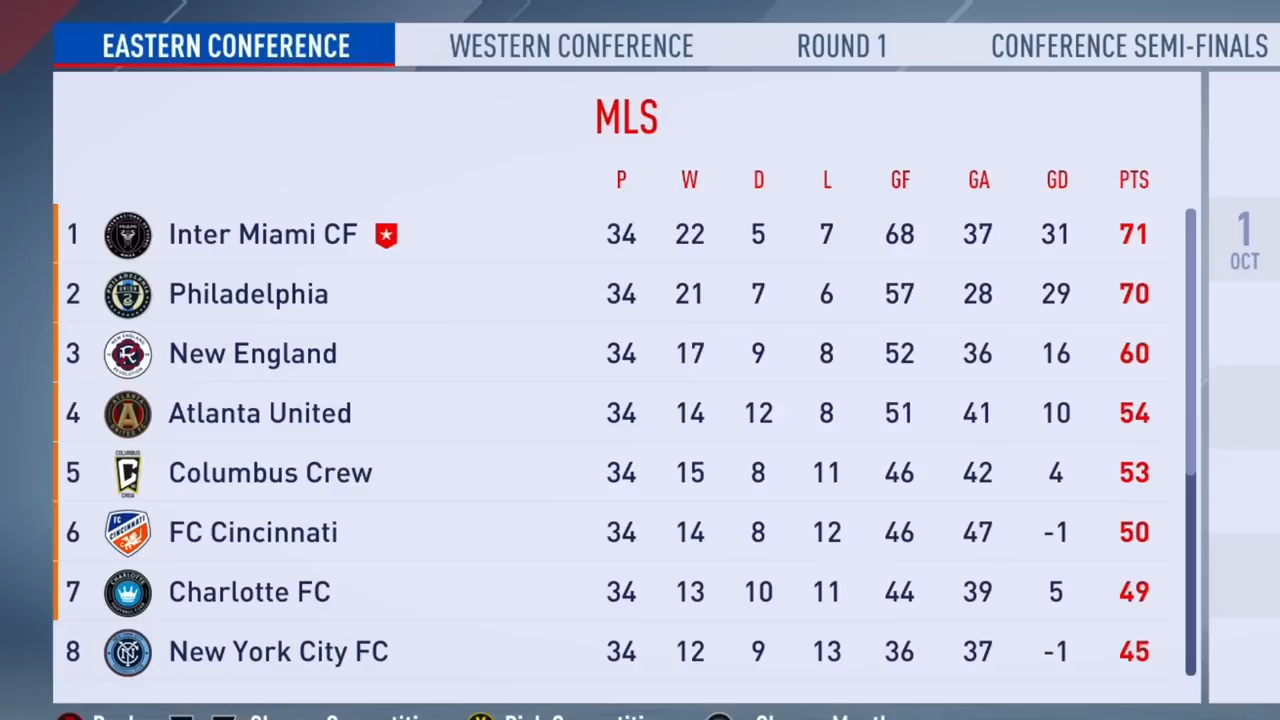 EASTERN CONFERENCE WESTERN CONFERENCE ROUND 1 CONFERENCE SEMI-FINALS
MLS
P W D L GF GA GD PTS
1 Inter Miami CF 34 22 5 7 68 37 31 71
2 Philadelphia 34 21 7 6 57 28 29 70
3 New England 34 17 9 8 52 36 16 60
4 Atlanta United 34 14 12 8 51 41 10 54
5 Columbus Crew 34 15 8 11 46 42 4 53
6 FC Cincinnati 34 14 8 12 46 47 -1 50
7 Charlotte FC 34 13 10 11 44 39 5 49
8 New York City FC 34 12 9 13 36 37 -1 45
1
OCT